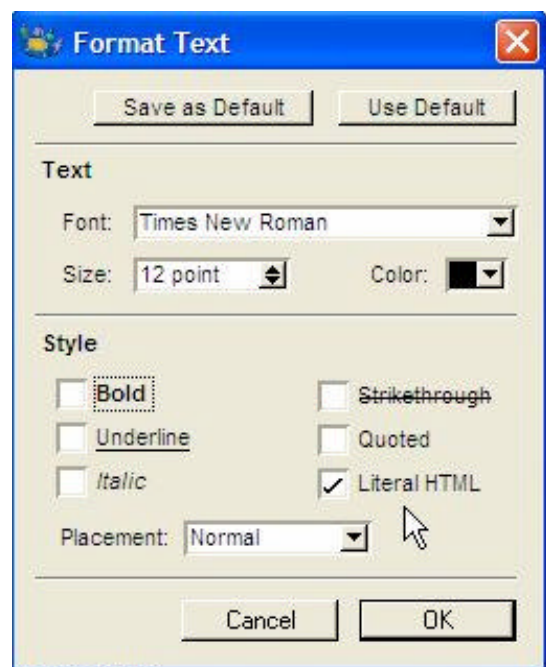 Format Text
Save as Default Use Default
Text
Font: Times New Roman
Size: 12 point Color:
Style
Bold Strikethrough
Underline Quoted
Italic Literal HTML
Placement: Normal
Cancel OK